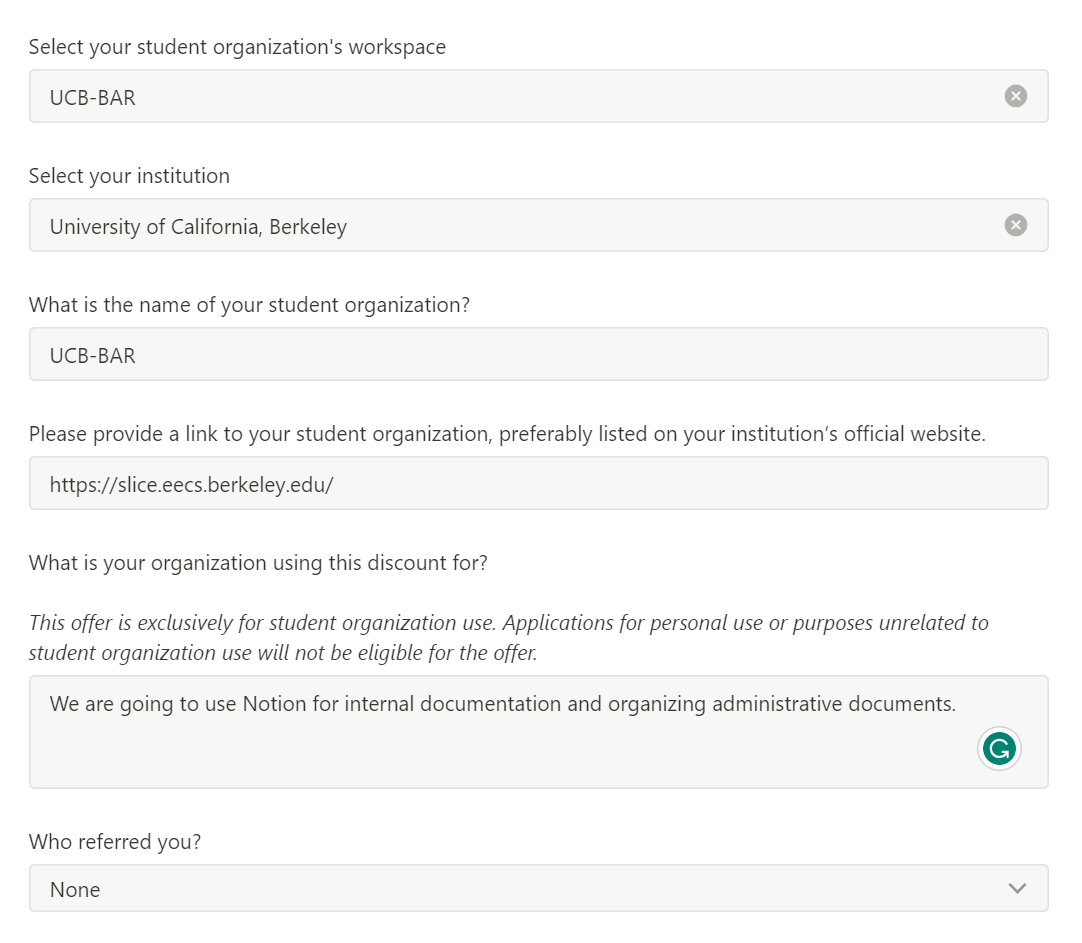 Select your student organization's workspace
UCB-BAR
Select your institution
University of California, Berkeley
What is the name of your student organization?
UCB-BAR
Please provide a link to your student organization, preferably listed on your institution’s official website.
https://slice.eecs.berkeley.edu/
What is your organization using this discount for?
This offer is exclusively for student organization use. Applications for personal use or purposes unrelated to
student organization use will not be eligible for the offer.
We are going to use Notion for internal documentation and organizing administrative documents.
Who referred you?
None